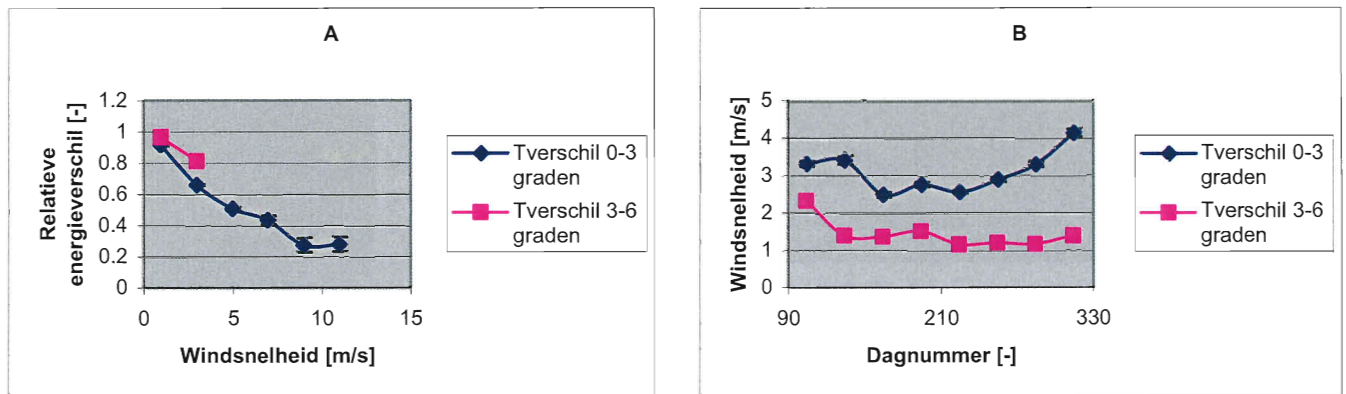 A
Relatieve
energieverschil [-]
1.2
1
0.8
0.6
0.4
0.2
0
0
5
10
15
Windsnelheid [m/s]
Tverschil 0-3
graden
Tverschil 3-6
graden
B
Windsnelheid [m/s]
5
4
3
2
1
0
90
210
330
Dagnummer [-]
Tverschil 0-3
graden
Tverschil 3-6
graden